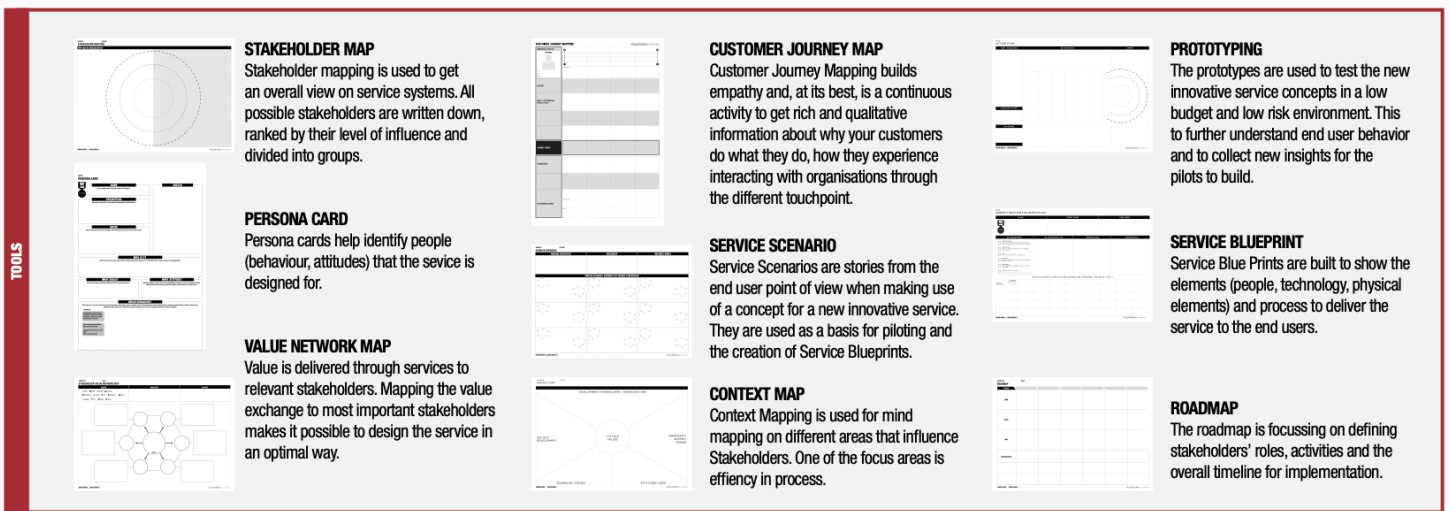 TOOLS
STAKEHOLDER MAP
Stakeholder mapping is used to get
an overall view on service systems. All
possible stakeholders are written down,
ranked by their level of influence and
divided into groups.
PERSONA CARD
Persona cards help identify people
(behaviour, attitudes) that the sevice is
designed for.
VALUE NETWORK MAP
Value is delivered through services to
relevant stakeholders. Mapping the value
exchange to most important stakeholders
makes it possible to design the service in
an optimal way.
CUSTOMER JOURNEY MAP
Customer Journey Mapping builds
empathy and, at its best, is a continuous
activity to get rich and qualitative
information about why your customers
do what they do, how they experience
interacting with organisations through
the different touchpoint.
SERVICE SCENARIO
Service Scenarios are stories from the
end user point of view when making use
of a concept for a new innovative service.
They are used as a basis for piloting and
the creation of Service Blueprints.
CONTEXT MAP
Context Mapping is used for mind
mapping on different areas that influence
Stakeholders. One of the focus areas is
effiency in process.
PROTOTYPING
The prototypes are used to test the new
innovative service concepts in a low
budget and low risk environment. This
to further understand end user behavior
and to collect new insights for the
pilots to build.
SERVICE BLUEPRINT
Service Blue Prints are built to show the
elements (people, technology, physical
elements) and process to deliver the
service to the end users.
ROADMAP
The roadmap is focussing on defining
stakeholders' roles, activities and the
overall timeline for implementation.